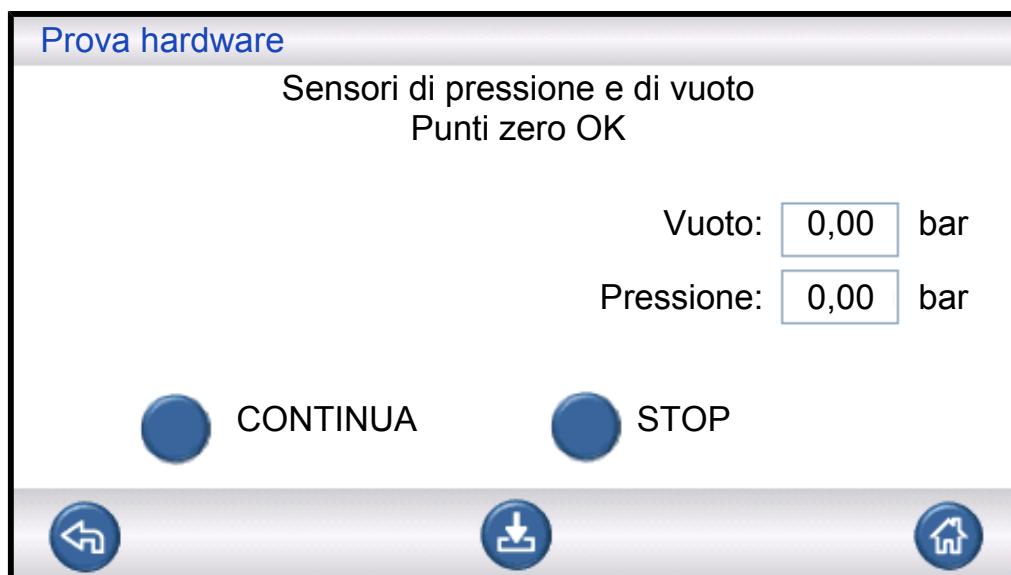 Prova hardware
Sensori di pressione e di vuoto
Punti zero OK
Vuoto: 0,00 bar
Pressione: 0,00 bar
CONTINUA STOP